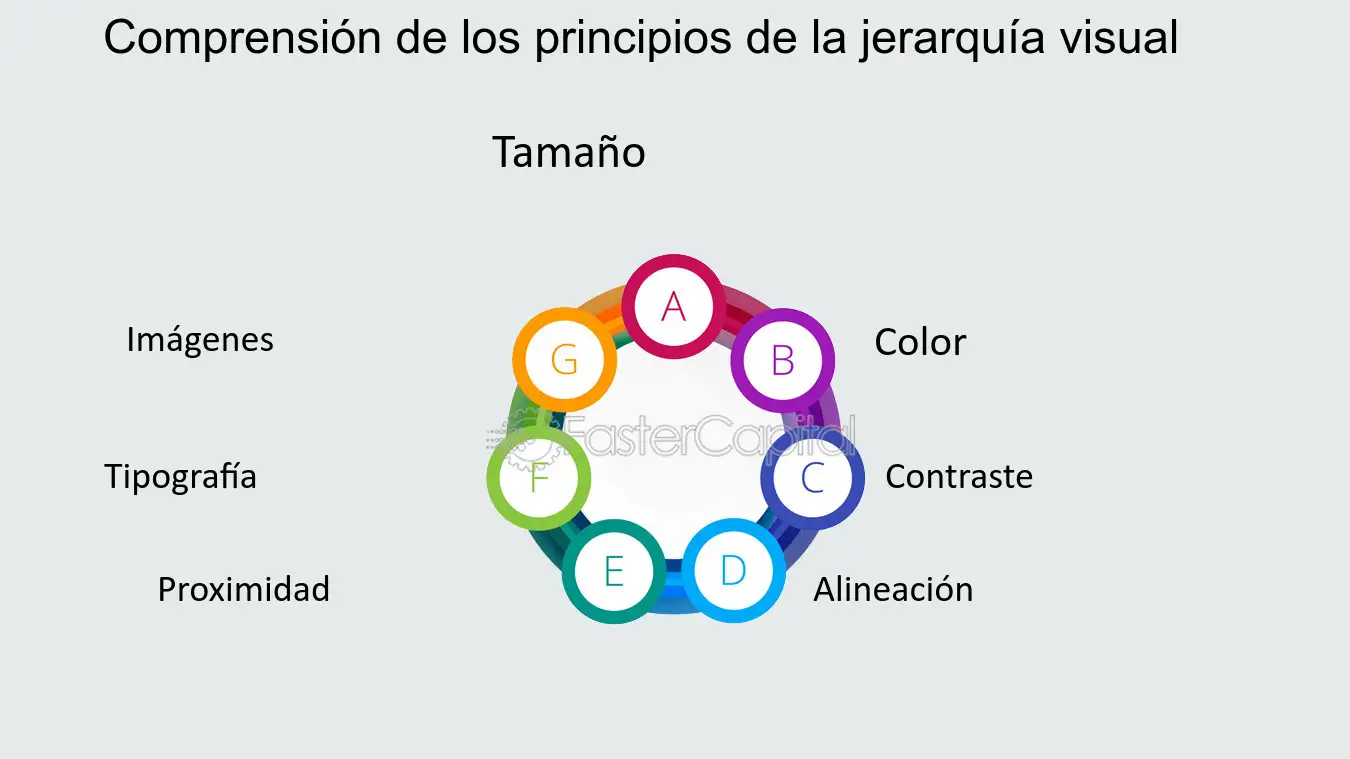 Comprensión de los principios de la jerarquía visual
Tamaño
A
Imágenes
G
B
Color
FasterCapital
Tipografía
F
C
Contraste
Proximidad
E
D
Alineación